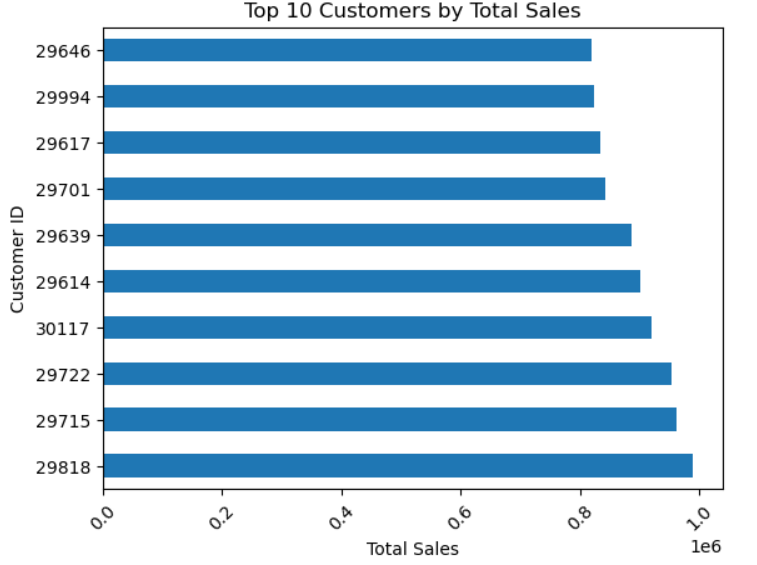 Top 10 Customers by Total Sales
Customer ID
29646
29994
29617
29701
29639
29614
30117
29722
29715
29818
0.0 0.2 0.4 0.6 0.8 1.0
1e6
Total Sales